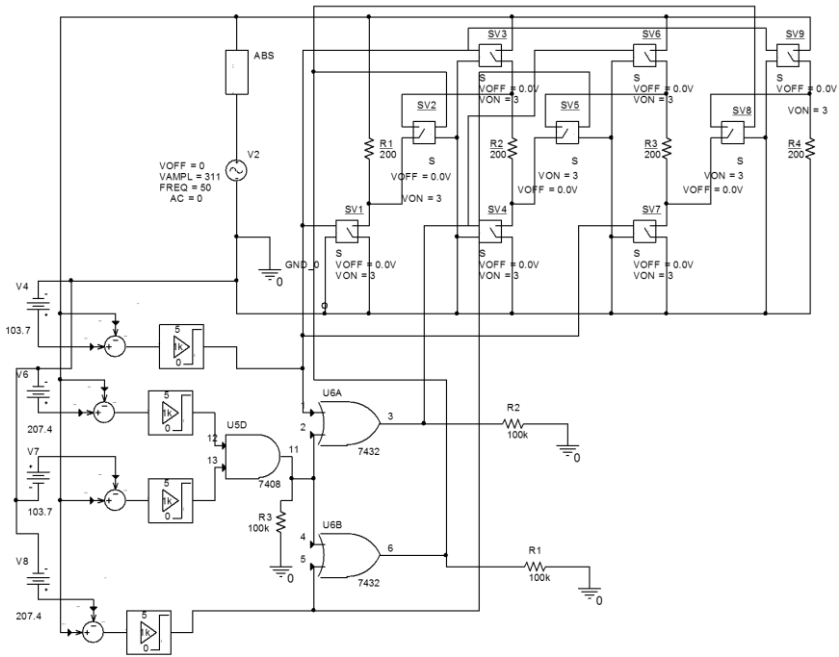 ABS
V2
VOFF = 0
VAMPL = 311
FREQ = 50
AC = 0
0
SV3
S
VOFF = 0.0V
VON = 3
SV6
S
VOFF = 0.0V
VON = 3
SV9
S
VOFF = 0.0V
VON = 3
SV2
S
VOFF = 0.0V
VON = 3
SV5
S
VON = 3
VOFF = 0.0V
SV8
S
VON = 3
VOFF = 0.0V
R1
200
R2
200
R3
200
R4
200
SV1
S
VOFF = 0.0V
VON = 3
GND_0
SV4
S
VOFF = 0.0V
VON = 3
SV7
S
VOFF = 0.0V
VON = 3
V4
103.7
5
1k
0
V6
207.4
5
1k
0
V7
103.7
5
1k
0
V8
207.4
5
1k
0
U5D
12
13
11
7408
R3
100k
0
U6A
1
2
3
7432
R2
100k
0
U6B
4
5
6
7432
R1
100k
0